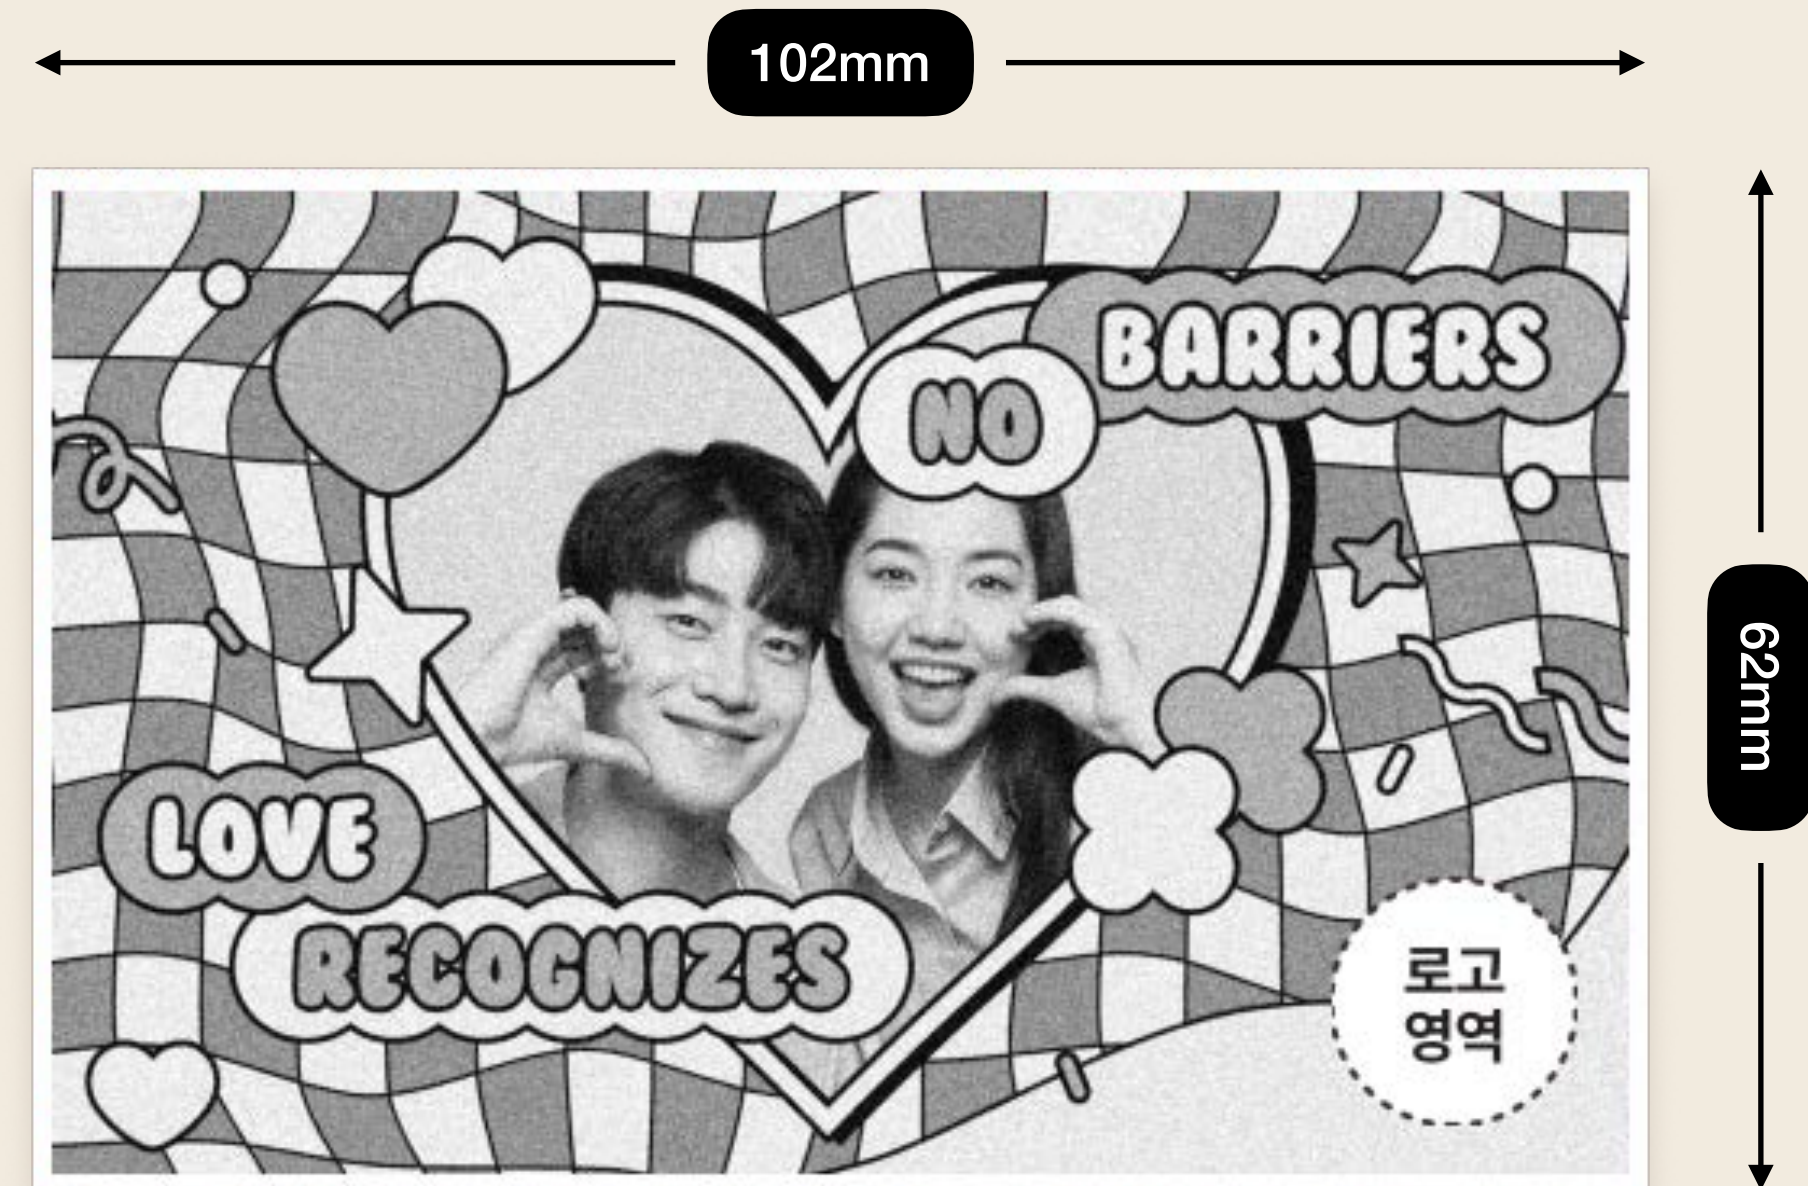 102mm
BARRIERS
NO
62mm
LOVE
RECOGNIZES
로고
영역